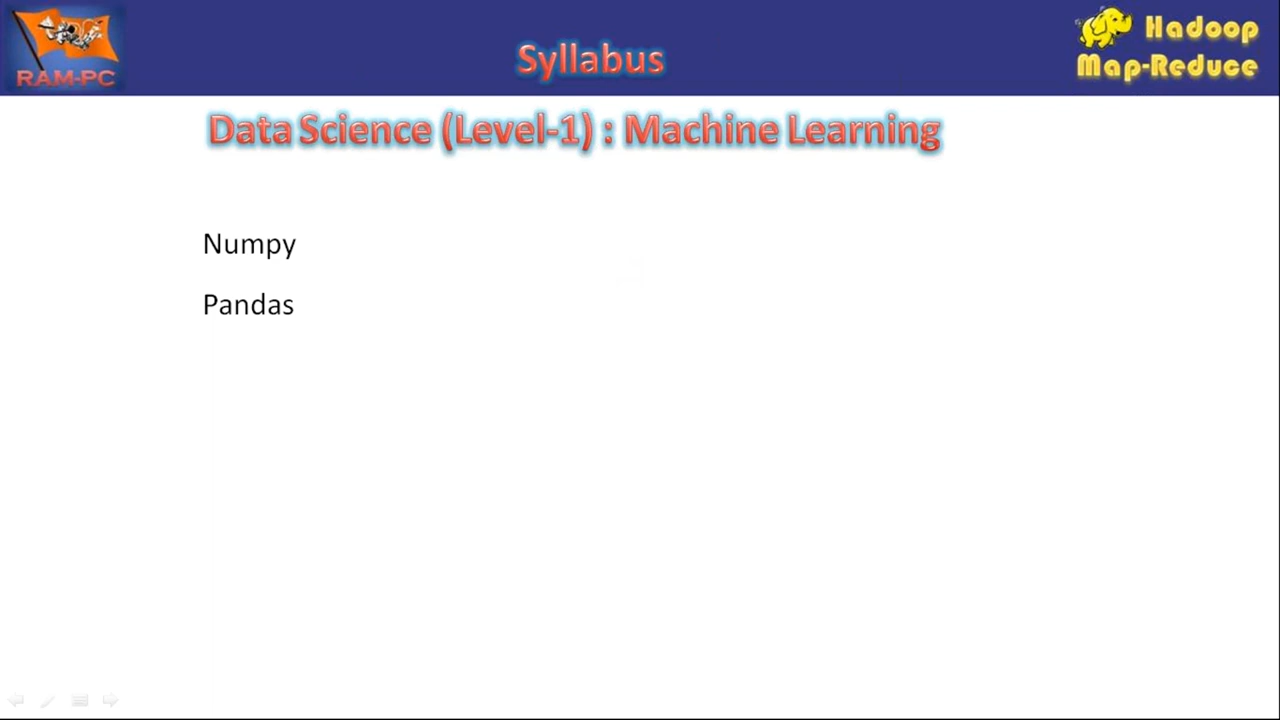 RAM-PC
Syllabus
Hadoop
Map-Reduce
Data Science (Level-1) : Machine Learning
Numpy
Pandas